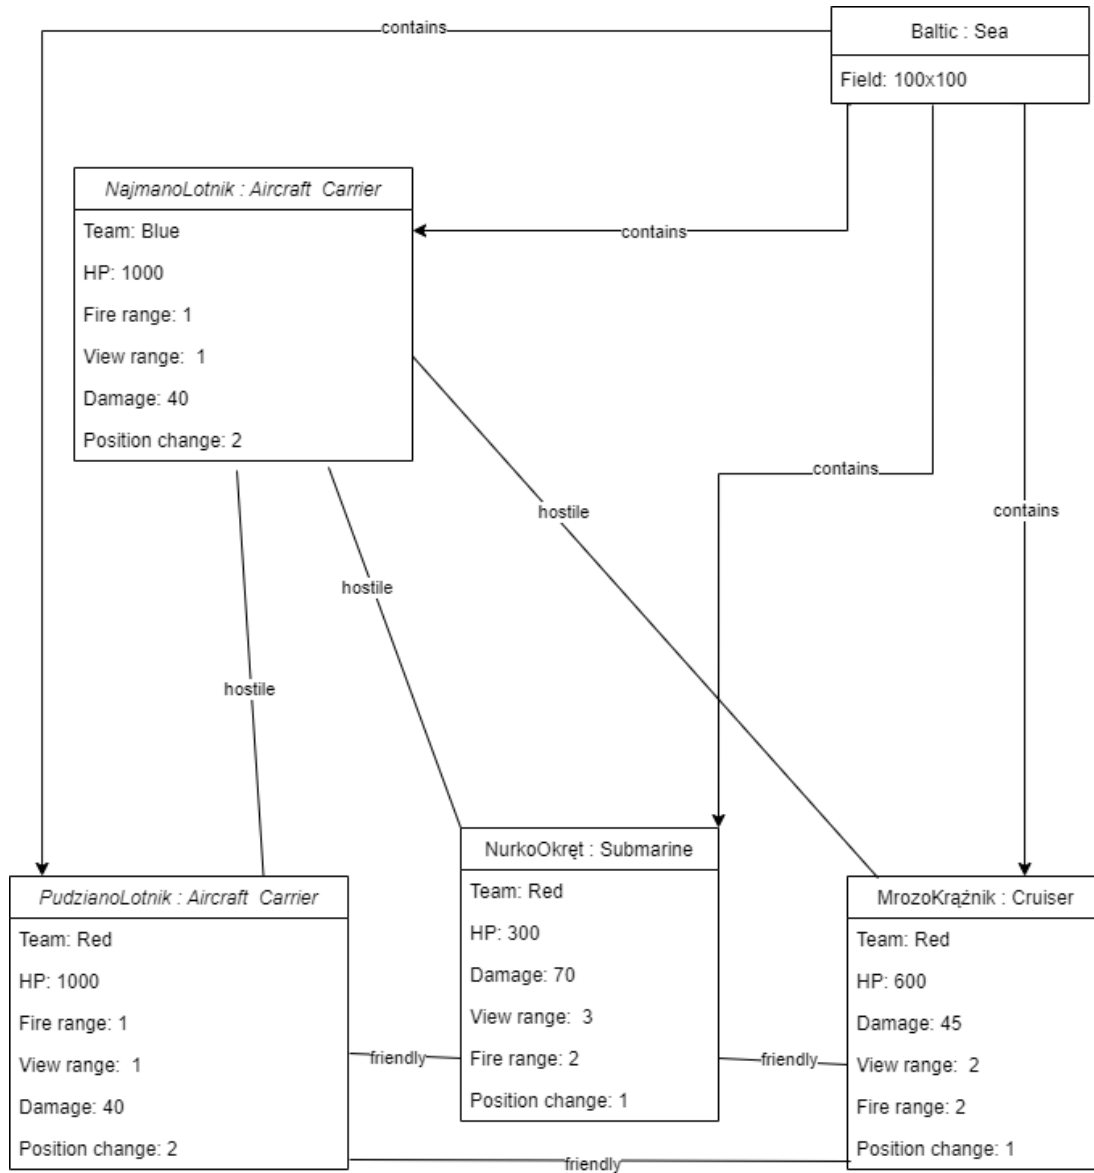 contains
Baltic : Sea
Field: 100x100
NajmanoLotnik : Aircraft Carrier
Team: Blue
HP: 1000
Fire range: 1
View range: 1
Damage: 40
Position change: 2
contains
contains
contains
hostile
hostile
hostile
NurkoOkręt : Submarine
Team: Red
HP: 300
Damage: 70
View range: 3
Fire range: 2
Position change: 1
PudzianoLotnik : Aircraft Carrier
Team: Red
HP: 1000
Fire range: 1
View range: 1
Damage: 40
Position change: 2
MrozoKrążnik : Cruiser
Team: Red
HP: 600
Damage: 45
View range: 2
Fire range: 2
Position change: 1
friendly
friendly
friendly